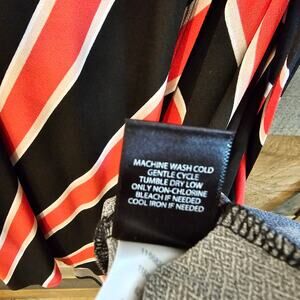 MACHINE WASH COLD
GENTLE CYCLE
TUMBLE DRY LOW
ONLY NON-CHLORINE
BLEACH IF NEEDED
COOL IRON IF NEEDED